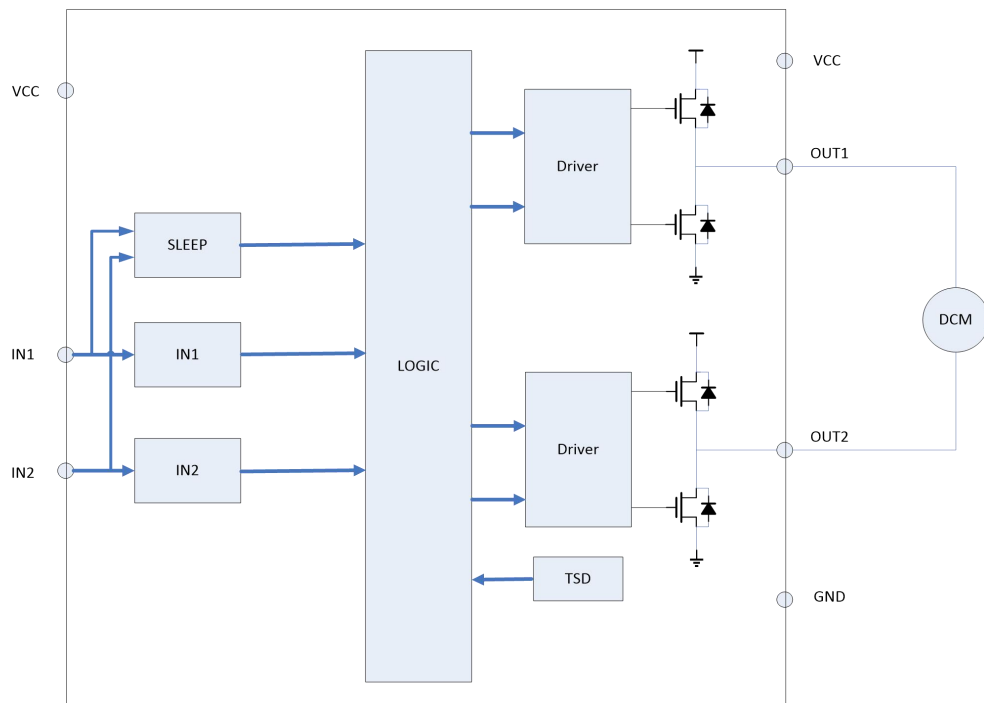 VCC
VCC
Driver
OUT1
SLEEP
DCM
IN1
IN1
LOGIC
OUT2
Driver
IN2
IN2
TSD
GND